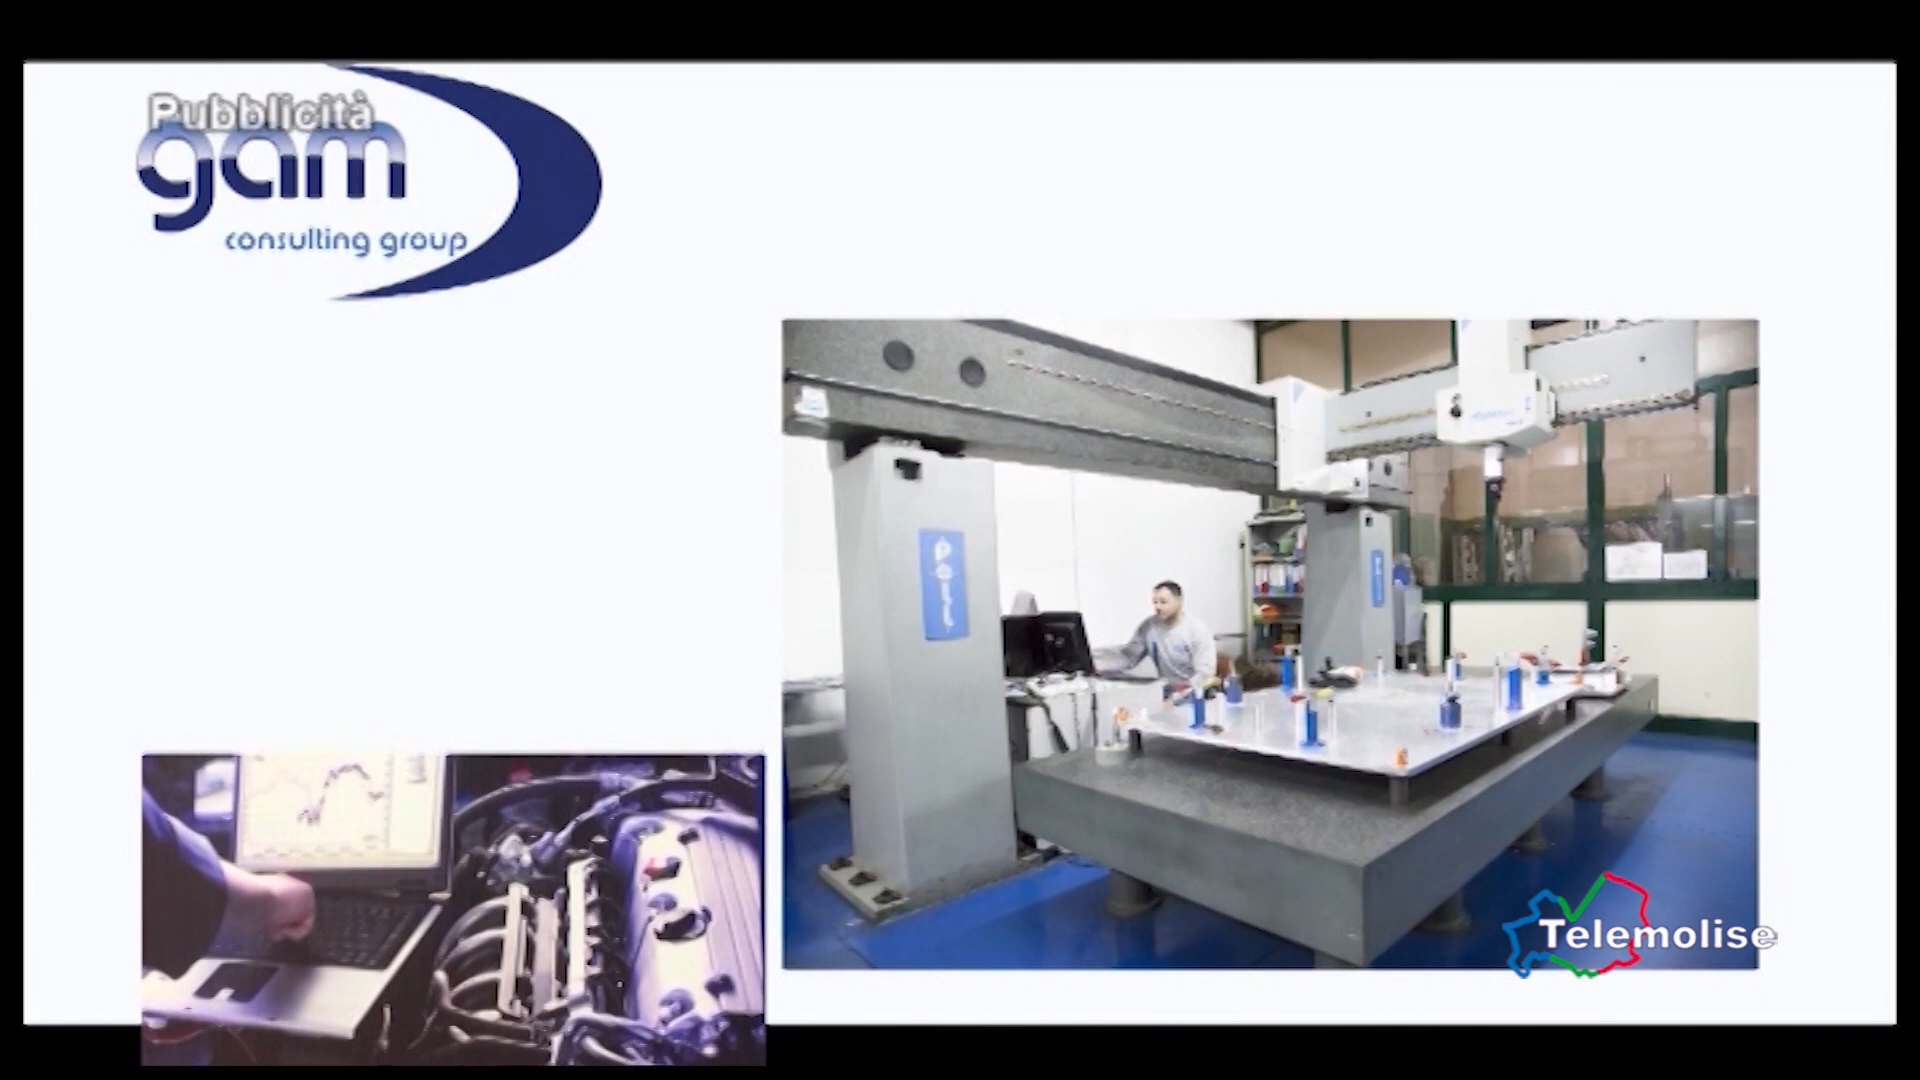 Pubblicità
gam
consulting group
Telemolise